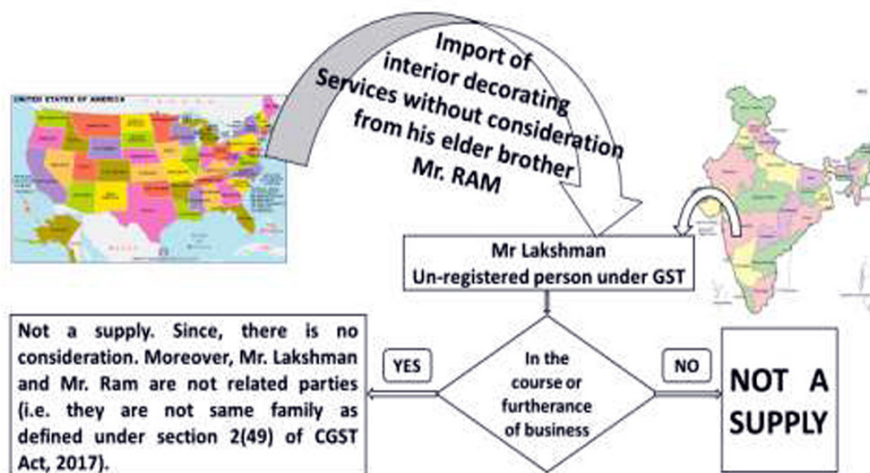 UNITED STATES OF AMERICA
Import of
interior decorating
Services without consideration
from his elder brother
Mr. RAM
Mr Lakshman
Un-registered person under GST
In the
course or
furtherance
of business
YES
NO
Not a supply. Since, there is no
consideration. Moreover, Mr. Lakshman
and Mr. Ram are not related parties
(i.e. they are not same family as
defined under section 2(49) of CGST
Act, 2017).
NOT A
SUPPLY